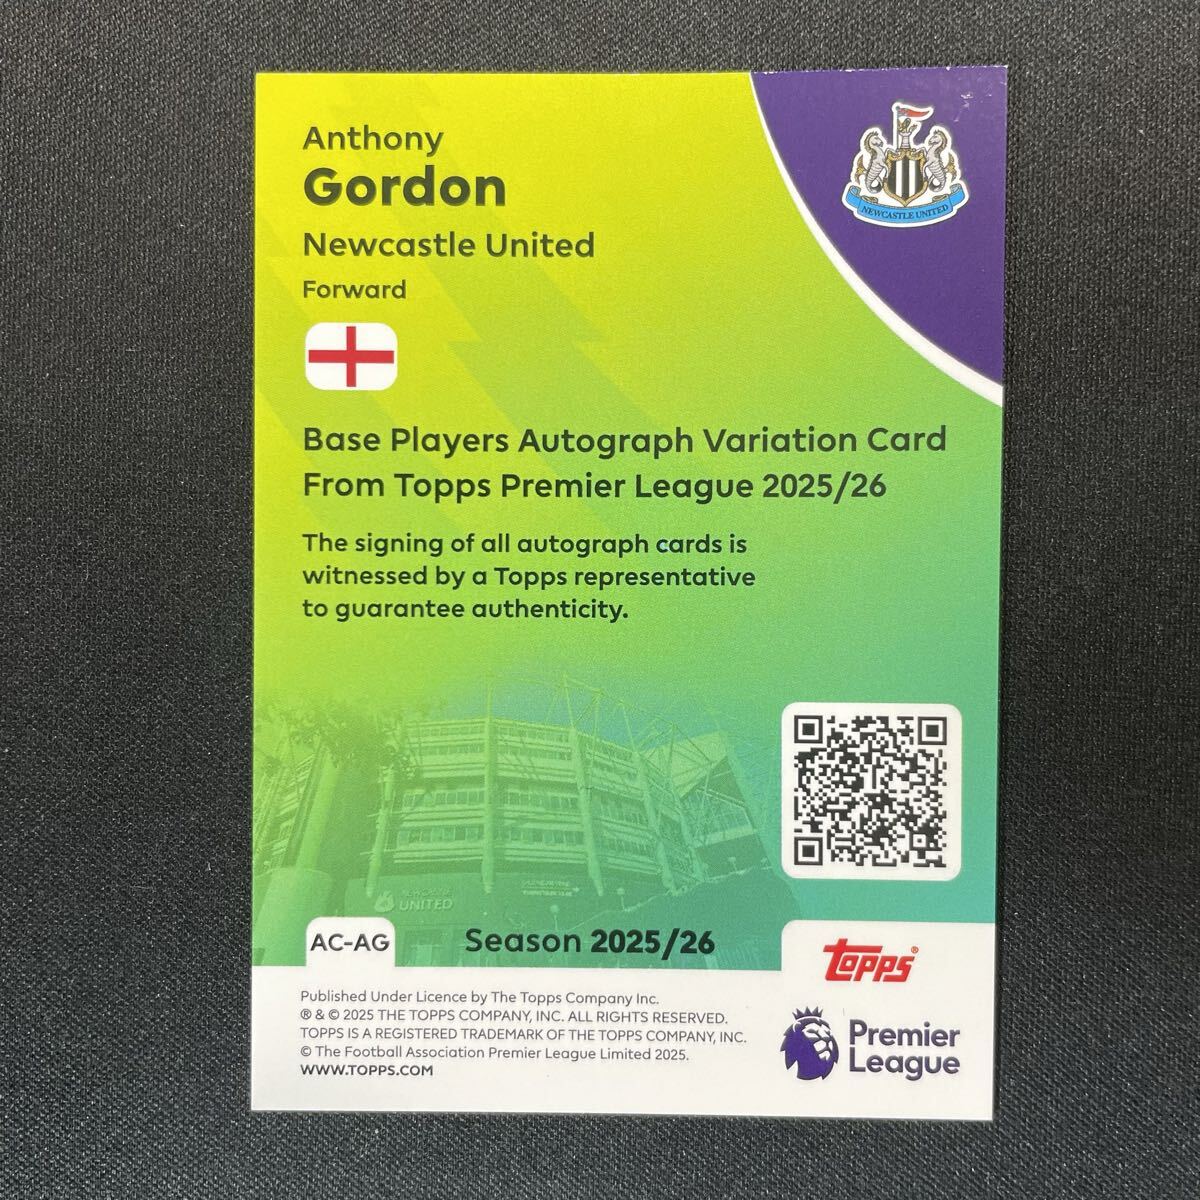 Anthony
Gordon
Newcastle United
Forward
NEWCASTLE UNITED
Base Players Autograph Variation Card
From Topps Premier League 2025/26
The signing of all autograph cards is
witnessed by a Topps representative
to guarantee authenticity.
UNITED
AC-AG
Season 2025/26
topps®
Published Under Licence by The Topps Company Inc.
® & © 2025 THE TOPPS COMPANY, INC. ALL RIGHTS RESERVED.
TOPPS IS A REGISTERED TRADEMARK OF THE TOPPS COMPANY, INC.
© The Football Association Premier League Limited 2025.
WWW.TOPPS.COM
Premier
League